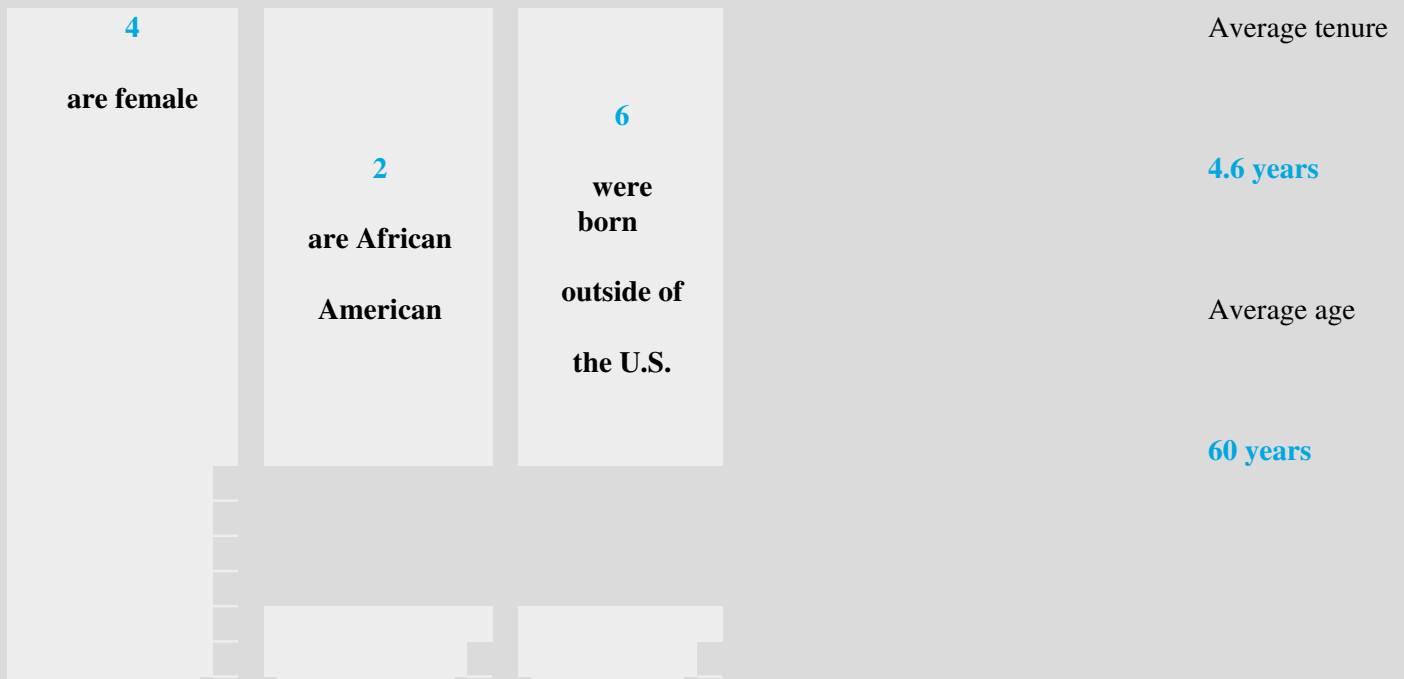 4
are female
2
are African
American
6
were
born
outside of
the U.S.
Average tenure
4.6 years
Average age
60 years